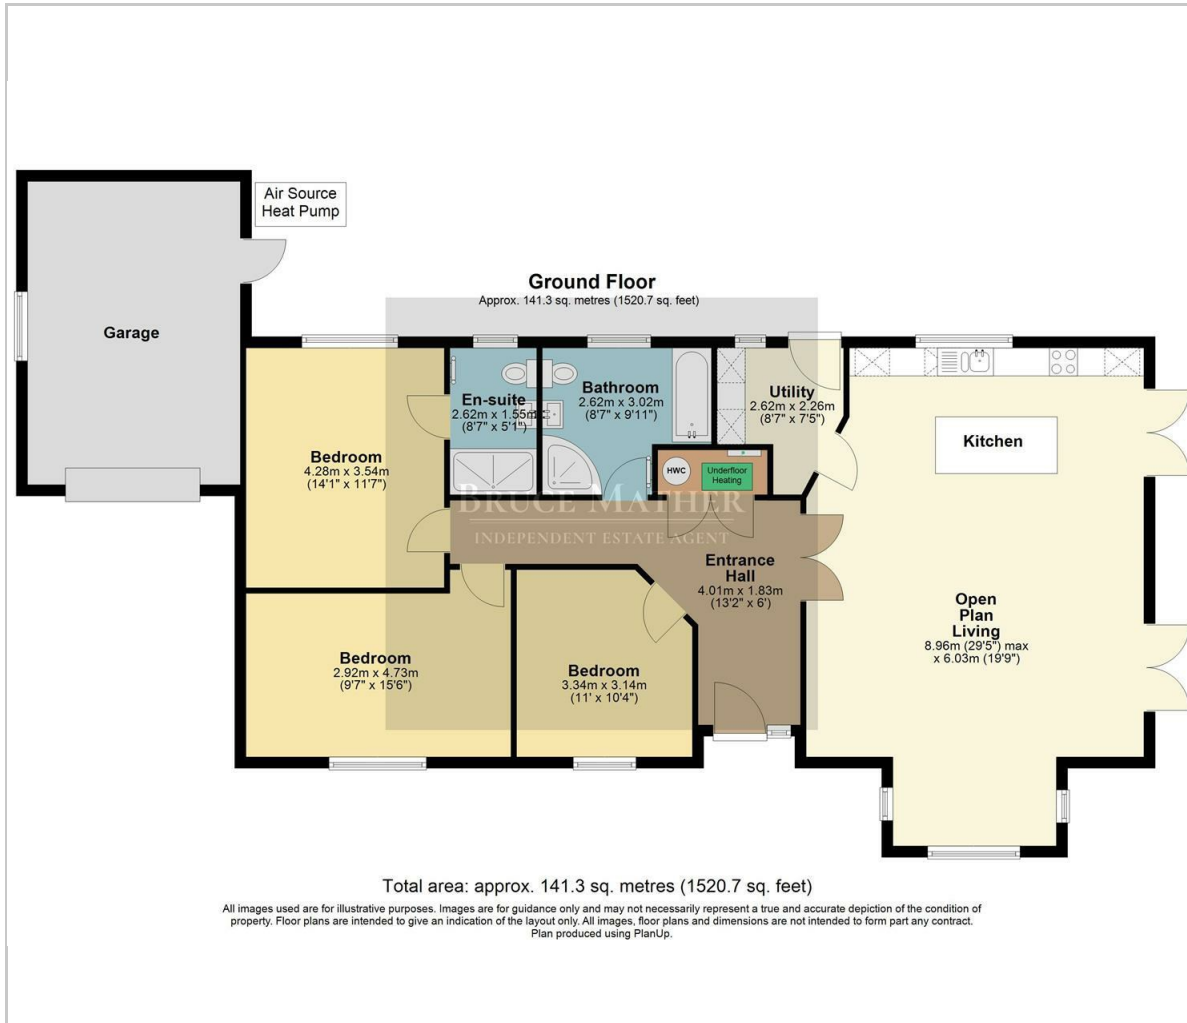 Air Source
Heat Pump
Ground Floor
Approx. 141.3 sq. metres (1520.7 sq. feet)
Garage
En-suite
2.62m x 1.55m
(8'7" x 5'1")
Bathroom
2.62m x 3.02m
(8'7" x 9'11")
Utility
2.62m x 2.26m
(8'7" x 7'5")
Kitchen
Bedroom
4.28m x 3.54m
(14'1" x 11'7")
HWC
Underfloor
Heating
BRUCE MATHER
INDEPENDENT ESTATE AGENT
Entrance
Hall
4.01m x 1.83m
(13'2" x 6')
Open
Plan
Living
8.96m (29'5") max
x 6.03m (19'9")
Bedroom
2.92m x 4.73m
(9'7" x 15'6")
Bedroom
3.34m x 3.14m
(11' x 10'4")
Total area: approx. 141.3 sq. metres (1520.7 sq. feet)
All images used are for illustrative purposes. Images are for guidance only and may not necessarily represent a true and accurate depiction of the condition of
property. Floor plans are intended to give an indication of the layout only. All images, floor plans and dimensions are not intended to form part any contract.
Plan produced using PlanUp.